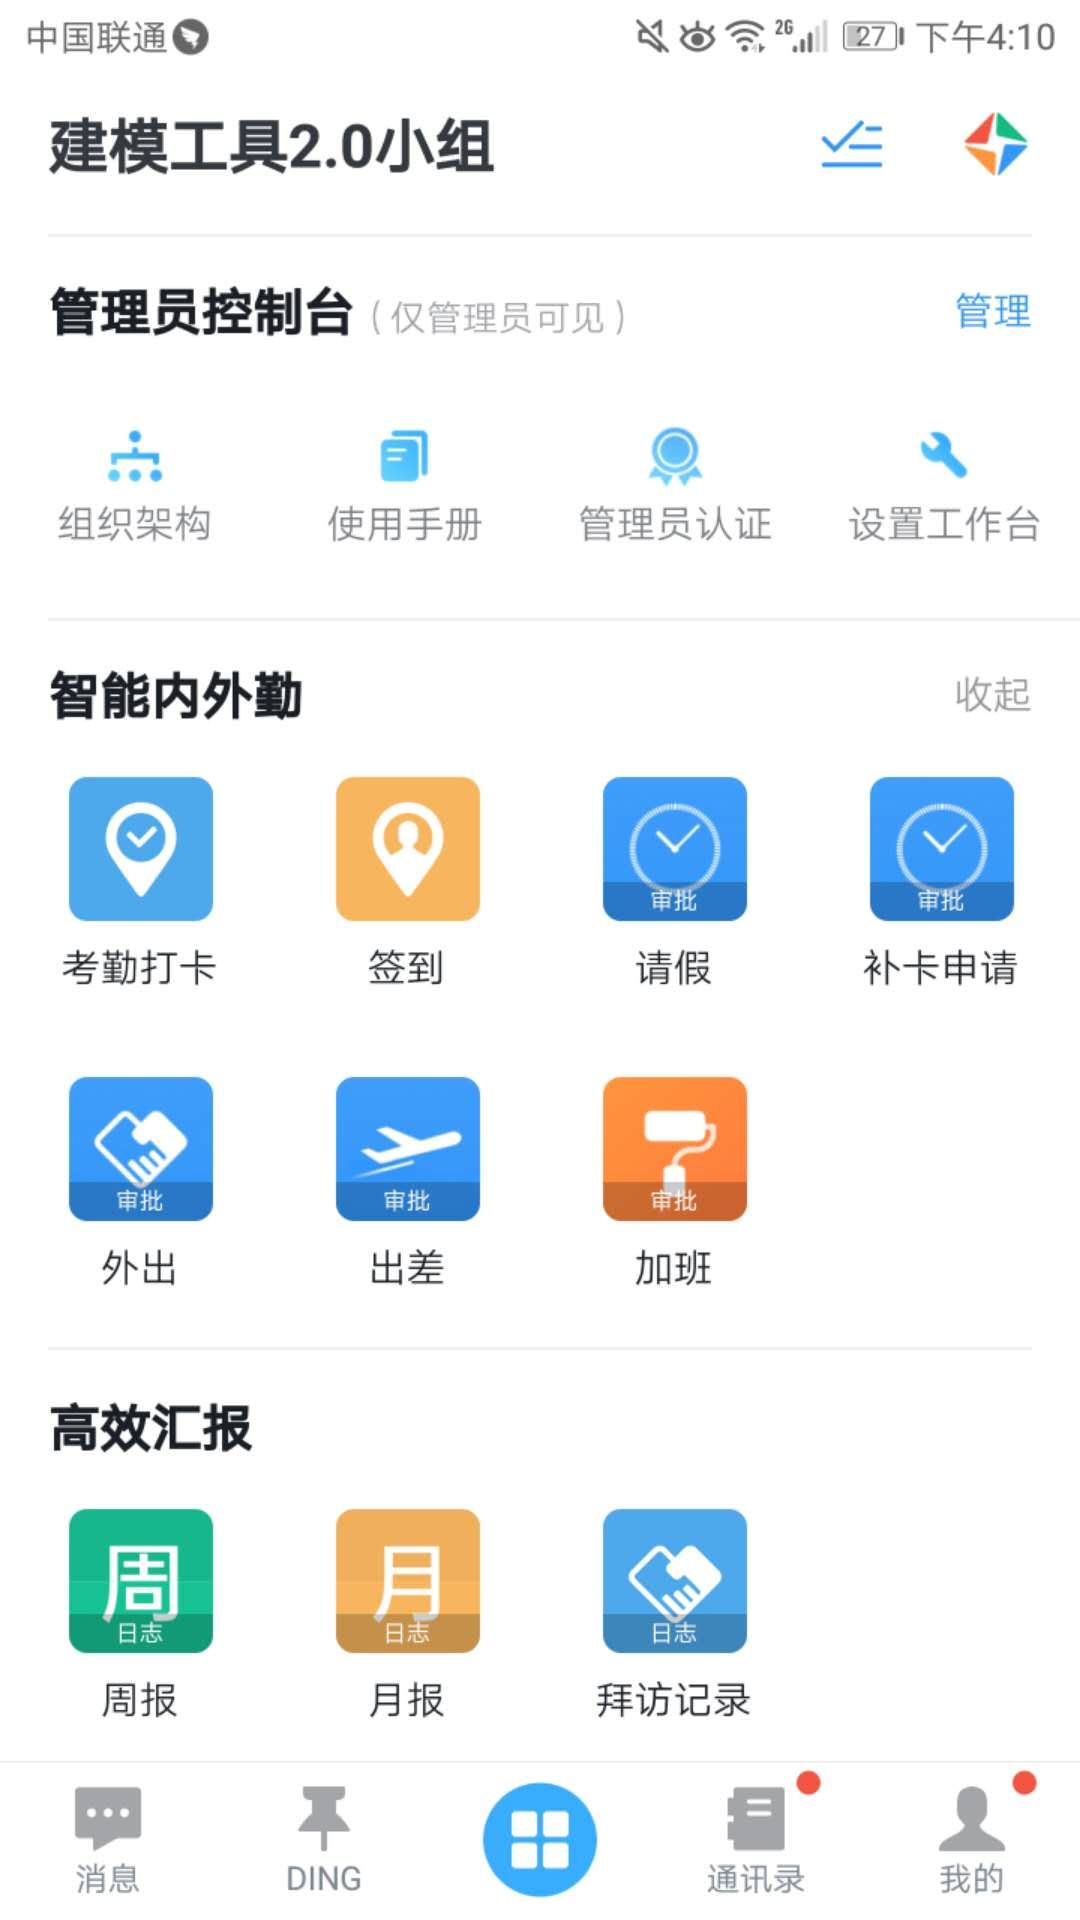 中国联通 2G 27 下午4:10
建模工具2.0小组
管理员控制台（仅管理员可见） 管理
组织架构 使用手册 管理员认证 设置工作台
智能内外勤 收起
审批 审批
考勤打卡 签到 请假 补卡申请
审批 审批 审批
外出 出差 加班
高效汇报
周 月
日志 日志 日志
周报 月报 拜访记录
消息 DING 通讯录 我的